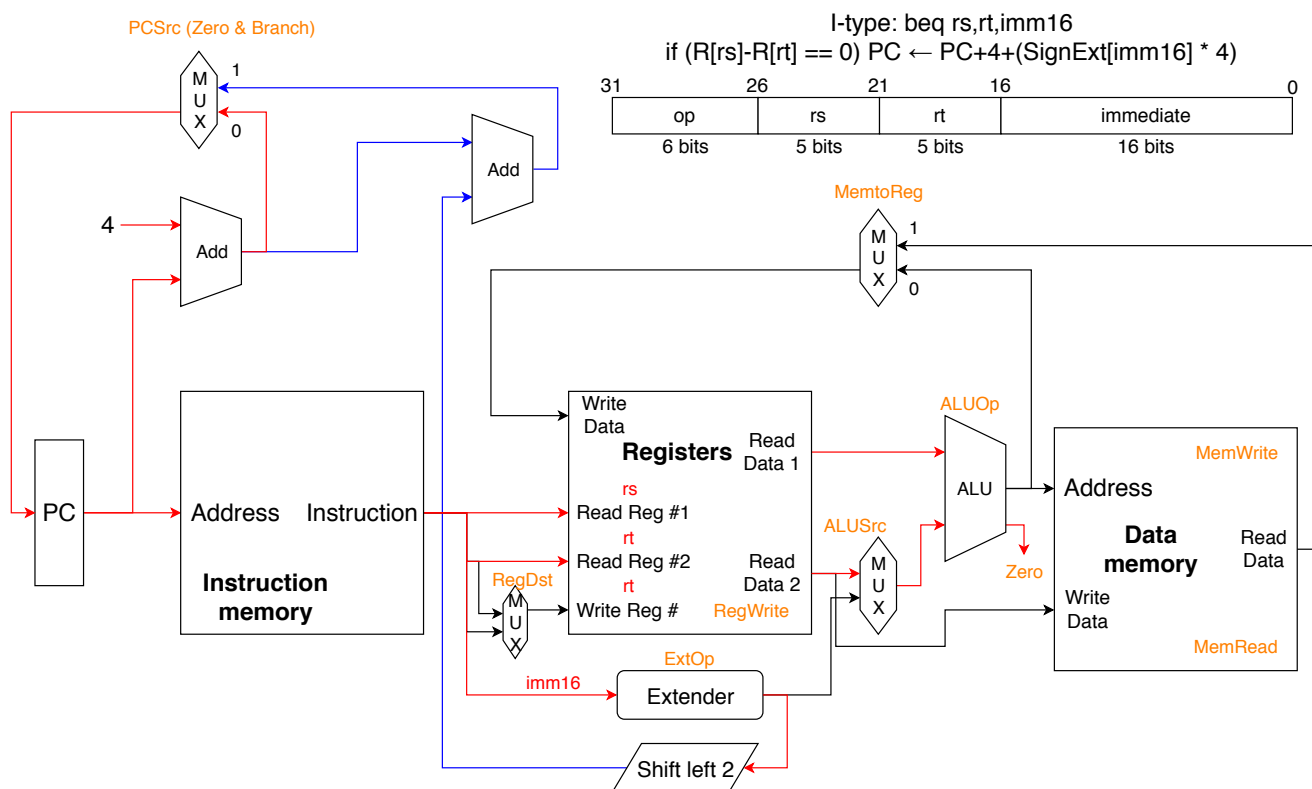 PCSrc (Zero & Branch)
I-type: beq rs,rt,imm16
if (R[rs]-R[rt] == 0) PC ← PC+4+(SignExt[imm16] * 4)
31
26
21
16
0
op
rs
rt
immediate
6 bits
5 bits
5 bits
16 bits
M
U
X
1
0
Add
4
Add
MemtoReg
M
U
X
1
0
PC
Address
Instruction
Instruction
memory
Write
Data
Registers
Read
Data 1
rs
Read Reg #1
rt
Read Reg #2
rt
Write Reg #
Read
Data 2
RegWrite
RegDst
M
U
X
ALUOp
ALU
Zero
ALUSrc
M
U
X
MemWrite
Address
Data
memory
Read
Data
Write
Data
MemRead
imm16
ExtOp
Extender
Shift left 2